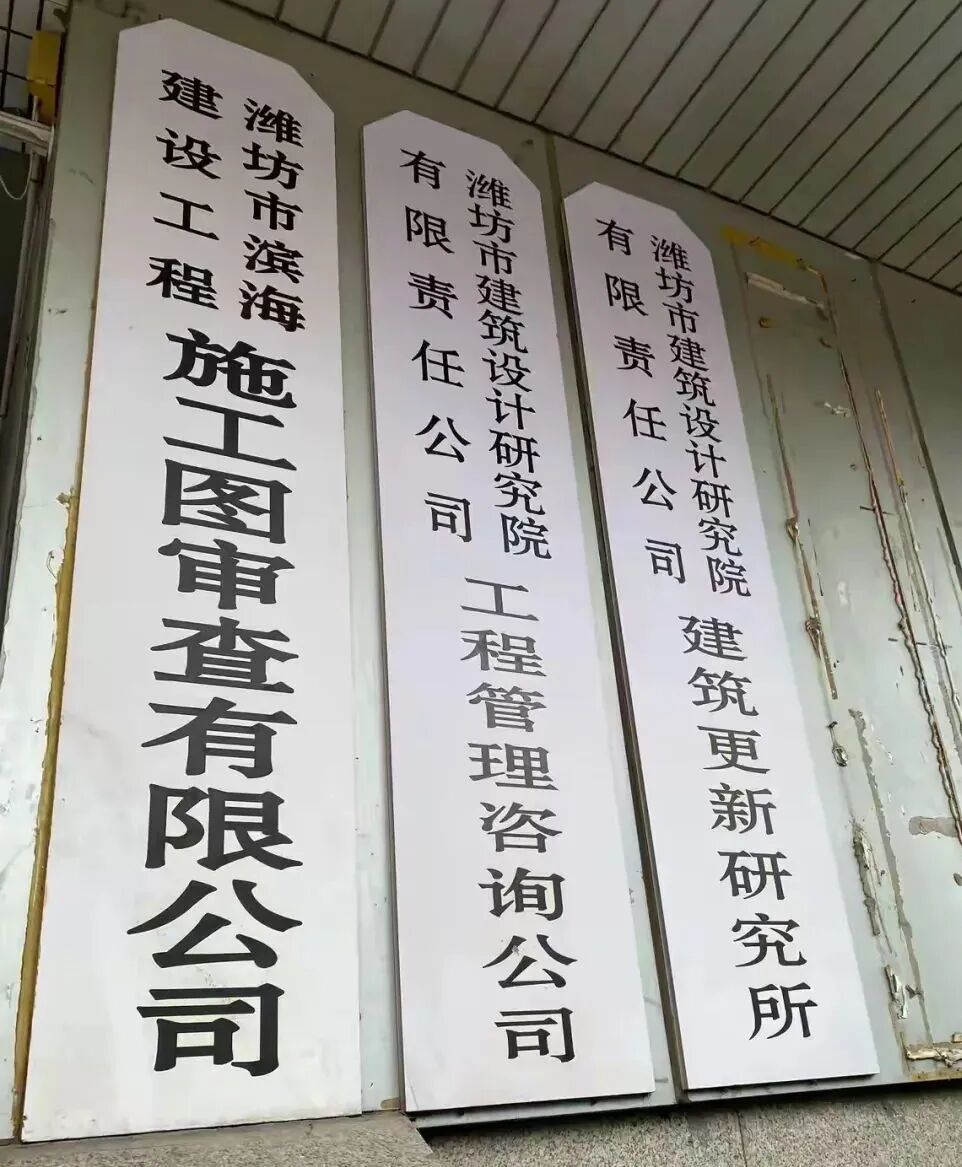 潍坊市滨海
建设工程
施工图审查有限公司
潍坊市建筑设计研究院
有限责任公司
工程管理咨询公司
潍坊市建筑设计研究院
有限责任公司
建筑更新研究所